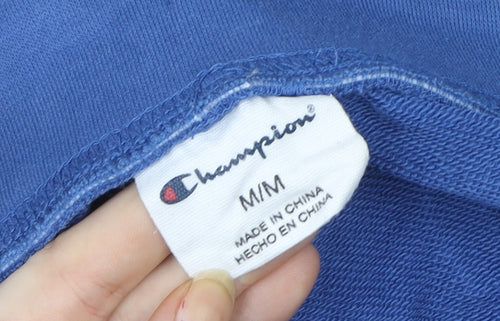 Champion®
M/M
MADE IN CHINA
HECHO EN CHINA